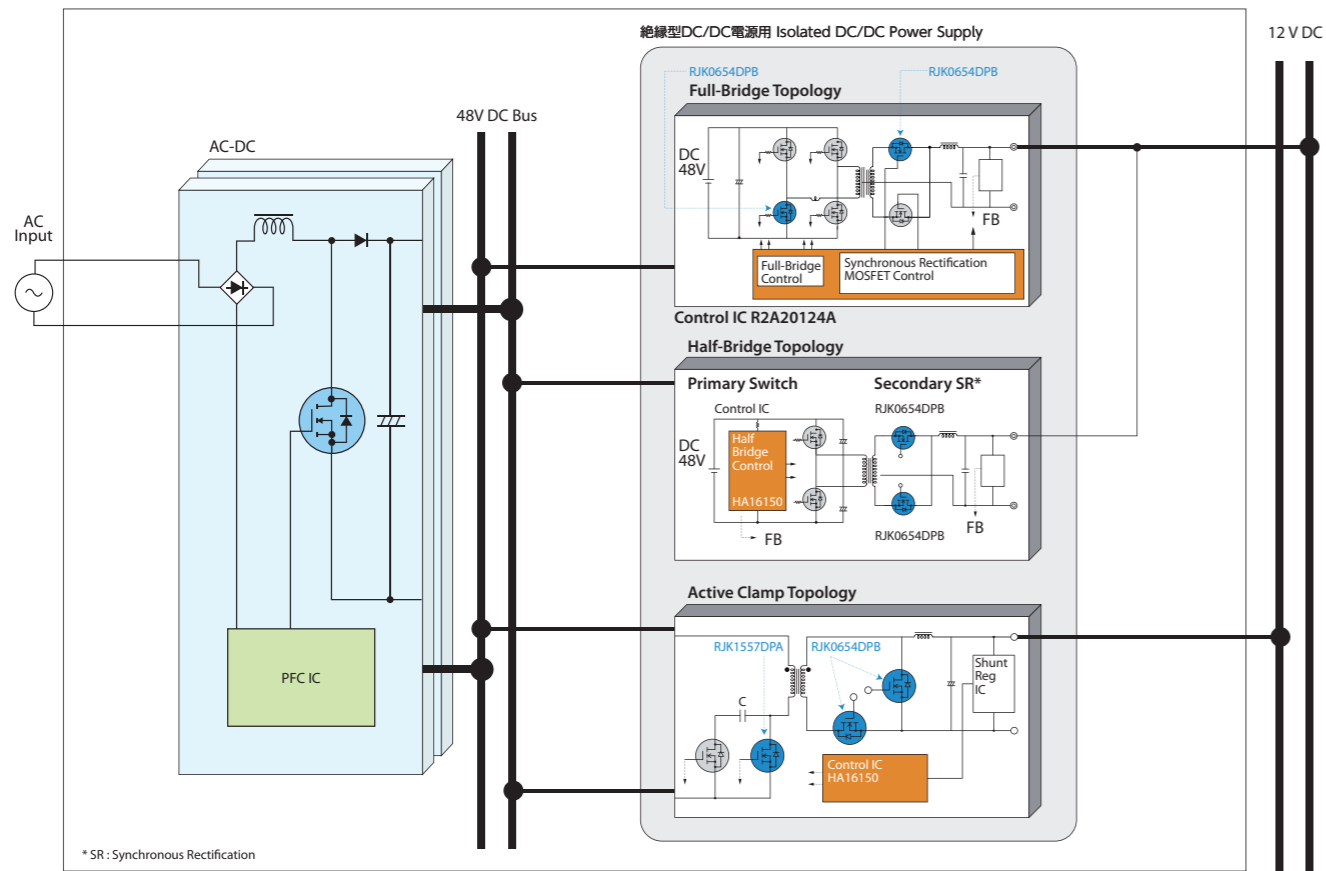 絶縁型DC/DC電源用 Isolated DC/DC Power Supply
12 V DC
RJK0654DPB
RJK0654DPB
Full-Bridge Topology
48V DC Bus
AC-DC
DC
48V
FB
AC
Input
Full-Bridge
Control
Synchronous Rectification
MOSFET Control
Control IC R2A20124A
Half-Bridge Topology
Primary Switch
Secondary SR*
Control IC
RJK0654DPB
DC
48V
Half
Bridge
Control
HA16150
FB
RJK0654DPB
FB
Active Clamp Topology
RJK1557DPA
RJK0654DPB
Shunt
Reg
IC
C
PFC IC
Control IC
HA16150
* SR : Synchronous Rectification